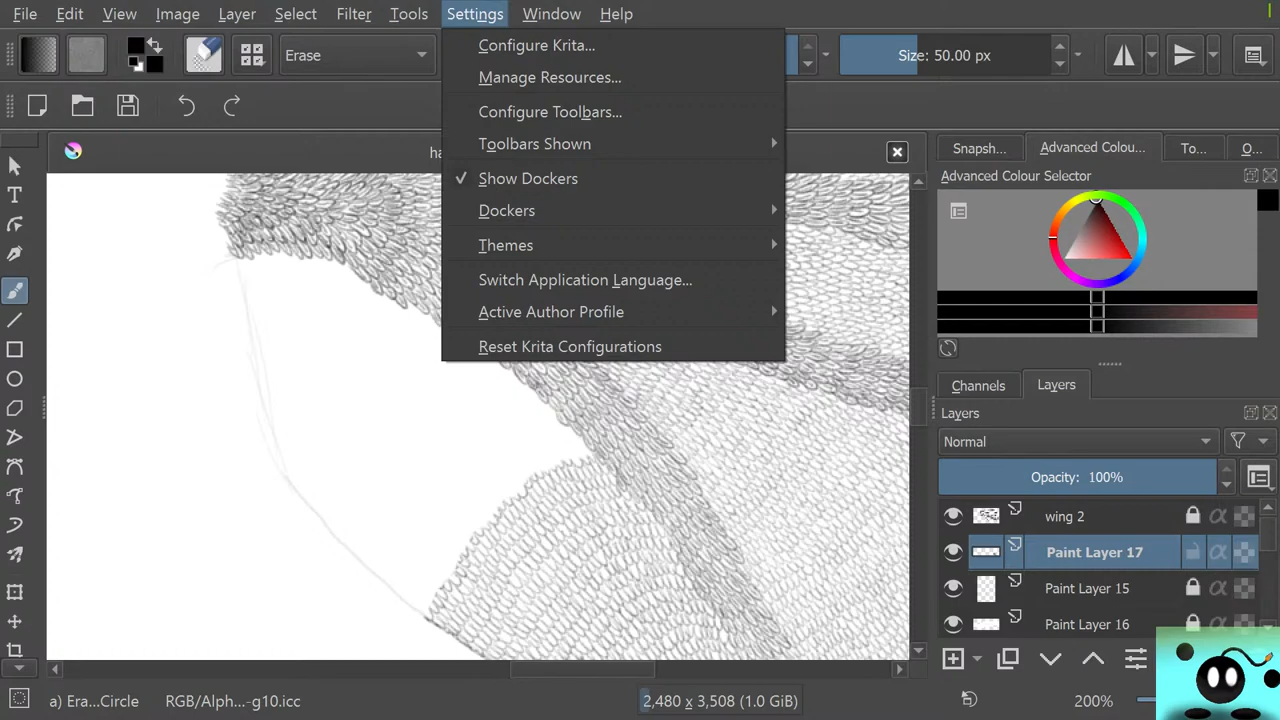 File Edit View Image Layer Select Filter Tools Settings Window Help
Erase
Size: 50.00 px
Configure Krita...
Manage Resources...
Configure Toolbars...
Toolbars Shown
Show Dockers
Dockers
Themes
Switch Application Language...
Active Author Profile
Reset Krita Configurations
ha
Snapsh... Advanced Colou... To... O...
Advanced Colour Selector
Channels Layers
Layers
Normal
Opacity: 100%
wing 2
Paint Layer 17
Paint Layer 15
Paint Layer 16
a) Era...Circle RGB/Alph...-g10.icc 2,480 x 3,508 (1.0 GiB) 200%